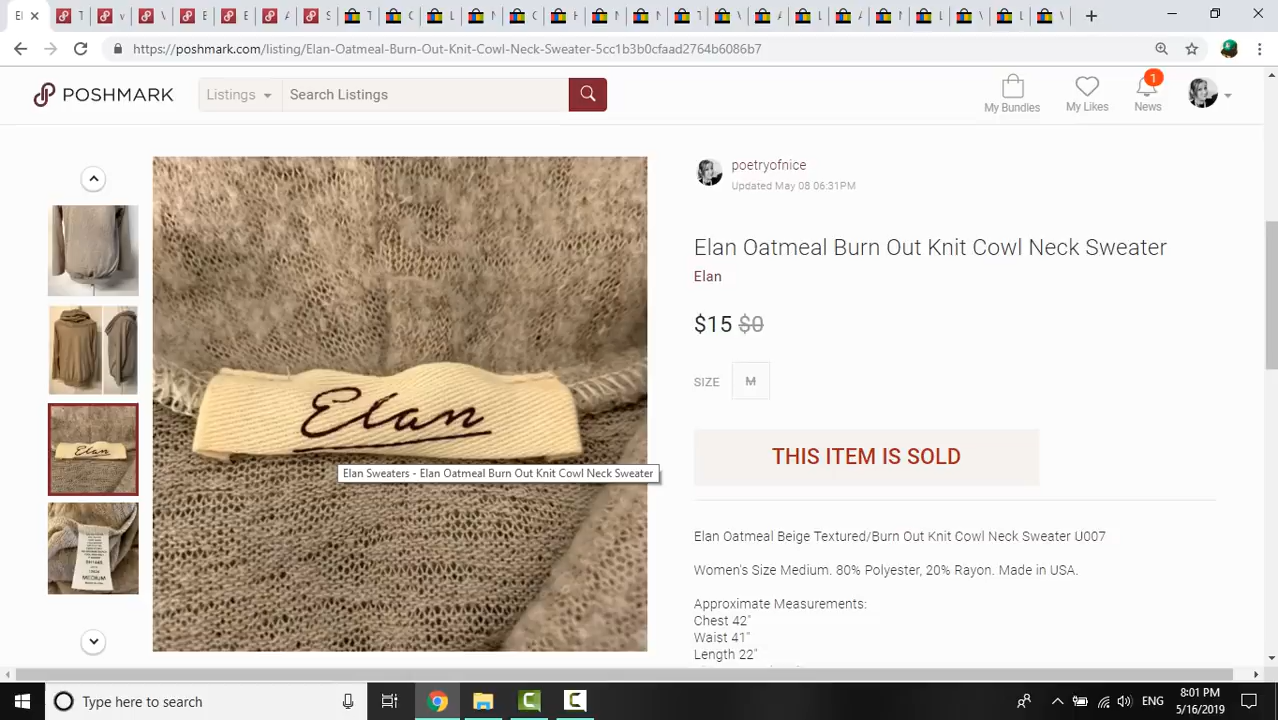 https://poshmark.com/listing/Elan-Oatmeal-Burn-Out-Knit-Cowl-Neck-Sweater-5cc1b3b0cfaad2764b6086b7
POSHMARK
Listings
Search Listings
My Bundles
My Likes
1
News
poetryofnice
Updated May 08 06:31PM
Elan Oatmeal Burn Out Knit Cowl Neck Sweater
Elan
$15 $0
SIZE
M
THIS ITEM IS SOLD
Elan
Elan Sweaters - Elan Oatmeal Burn Out Knit Cowl Neck Sweater
Elan
MEDIUM
Elan Oatmeal Beige Textured/Burn Out Knit Cowl Neck Sweater U007
Women's Size Medium. 80% Polyester, 20% Rayon. Made in USA.
Approximate Measurements:
Chest 42"
Waist 41"
Length 22"
Type here to search
ENG
8:01 PM
5/16/2019